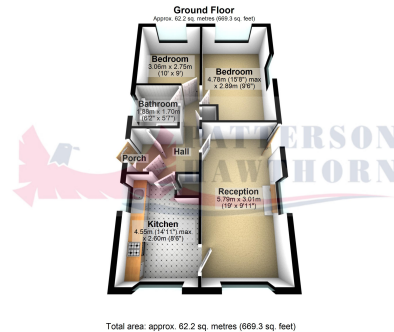 Ground Floor
Approx. 62.2 sq. metres (669.3 sq. feet)
Bedroom
3.06m x 2.75m
(10' x 9')
Bedroom
4.78m (15'8") max
x 2.89m (9'6")
Bathroom
1.88m x 1.70m
(6'2" x 5'7")
PATTERSON
HAWTHORN
Hall
Porch
Reception
5.79m x 3.01m
(19' x 9'11")
Kitchen
4.55m (14'11") max
x 2.60m (8'6")
Total area: approx. 62.2 sq. metres (669.3 sq. feet)